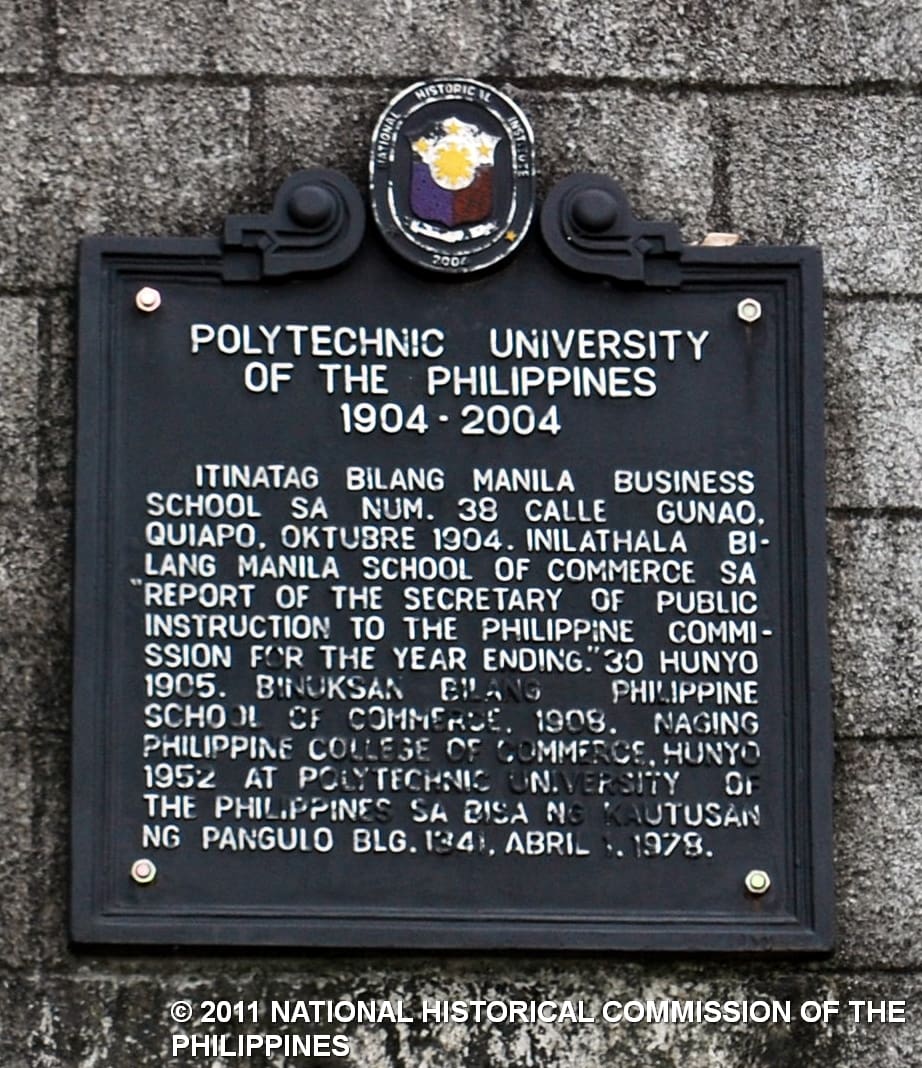 NATIONAL HISTORICAL INSTITUTE
2004
POLYTECHNIC UNIVERSITY
OF THE PHILIPPINES
1904 - 2004
ITINATAG BILANG MANILA BUSINESS
SCHOOL SA NUM. 38 CALLE GUNAO,
QUIAPO, OKTUBRE 1904. INILATHALA BI-
LANG MANILA SCHOOL OF COMMERCE SA
"REPORT OF THE SECRETARY OF PUBLIC
INSTRUCTION TO THE PHILIPPINE COMMI-
SSION FOR THE YEAR ENDING." 30 HUNYO
1905. BINUKSAN BILANG PHILIPPINE
SCHOOL OF COMMERCE, 1908. NAGING
PHILIPPINE COLLEGE OF COMMERCE, HUNYO
1952 AT POLYTECHNIC UNIVERSITY OF
THE PHILIPPINES SA BISA NG KAUTUSAN
NG PANGULO BLG. 1341, ABRIL 1, 1978.
© 2011 NATIONAL HISTORICAL COMMISSION OF THE
PHILIPPINES